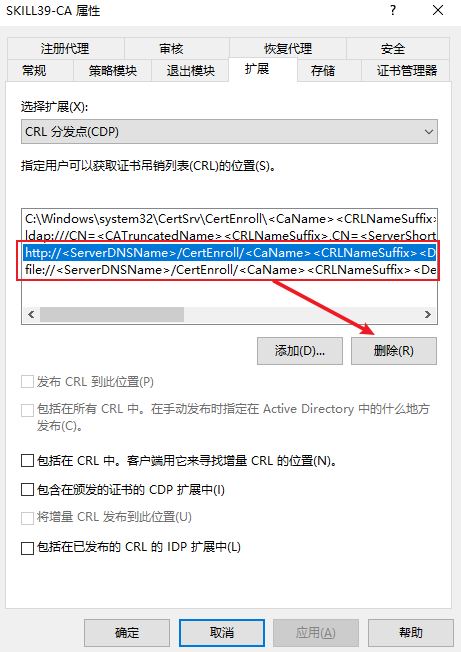 SKILL39-CA 属性
?
注册代理
审核
恢复代理
安全
常规
策略模块
退出模块
扩展
存储
证书管理器
选择扩展(X):
CRL 分发点(CDP)
指定用户可以获取证书吊销列表(CRL)的位置(S)。
C:\Windows\system32\CertSrv\CertEnroll\<CaName><CRLNameSuffix>
ldap:///CN=<CATruncatedName><CRLNameSuffix>,CN=<ServerShort
http://<ServerDNSName>/CertEnroll/<CaName><CRLNameSuffix><D
file://<ServerDNSName>/CertEnroll/<CaName><CRLNameSuffix><De
添加(D)...
删除(R)
发布 CRL 到此位置(P)
包括在所有 CRL 中。在手动发布时指定在 Active Directory 中的什么地方
发布(C)。
包括在 CRL 中。客户端用它来寻找增量 CRL 的位置(N)。
包含在颁发的证书的 CDP 扩展中(I)
将增量 CRL 发布到此位置(U)
包括在已发布的 CRL 的 IDP 扩展中(L)
确定
取消
应用(A)
帮助